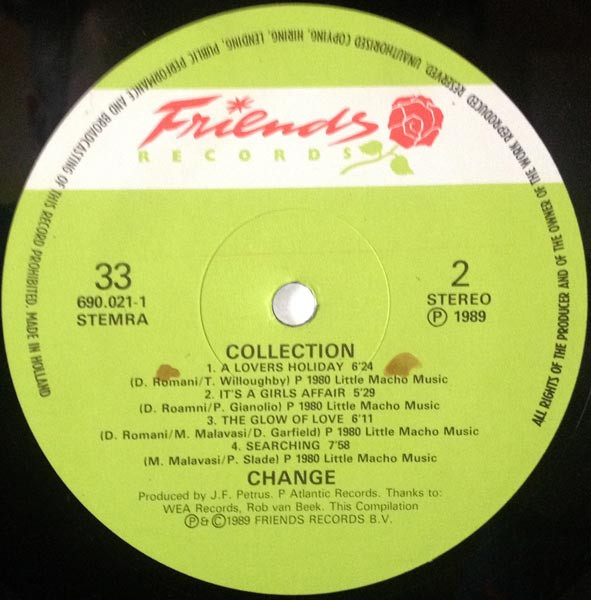 ALL RIGHTS OF THE PRODUCER AND OF THE OWNER OF THE WORK REPRODUCED RESERVED. UNAUTHORISED COPYING, HIRING, LENDING, PUBLIC PERFORMANCE AND BROADCASTING OF THIS RECORD PROHIBITED. MADE IN HOLLAND
Friends
RECORDS
33
690.021-1
STEMRA
2
STEREO
Ⓟ 1989
COLLECTION
1. A LOVERS HOLIDAY 6'24
(D. Romani/T. Willoughby) P 1980 Little Macho Music
2. IT'S A GIRLS AFFAIR 5'29
(D. Roamni/P. Gianolio) P 1980 Little Macho Music
3. THE GLOW OF LOVE 6'11
(D. Romani/M. Malavasi/D. Garfield) P 1980 Little Macho Music
4. SEARCHING 7'58
(M. Malavasi/P. Slade) P 1980 Little Macho Music
CHANGE
Produced by J.F. Petrus. P Atlantic Records. Thanks to:
WEA Records, Rob van Beek. This Compilation
Ⓟ&Ⓒ1989 FRIENDS RECORDS B.V.